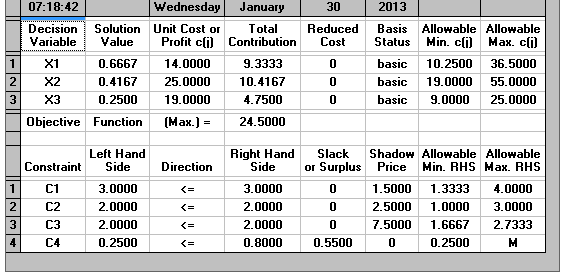 07:18:42 Wednesday January 30 2013
Decision Variable Solution Value Unit Cost or Profit c(j) Total Contribution Reduced Cost Basis Status Allowable Min. c(j) Allowable Max. c(j)
1 X1 0.6667 14.0000 9.3333 0 basic 10.2500 36.5000
2 X2 0.4167 25.0000 10.4167 0 basic 19.0000 55.0000
3 X3 0.2500 19.0000 4.7500 0 basic 9.0000 25.0000
Objective Function (Max.) = 24.5000
Constraint Left Hand Side Direction Right Hand Side Slack or Surplus Shadow Price Allowable Min. RHS Allowable Max. RHS
1 C1 3.0000 <= 3.0000 0 1.5000 1.3333 4.0000
2 C2 2.0000 <= 2.0000 0 2.5000 1.0000 3.0000
3 C3 2.0000 <= 2.0000 0 7.5000 1.6667 2.7333
4 C4 0.2500 <= 0.8000 0.5500 0 0.2500 M